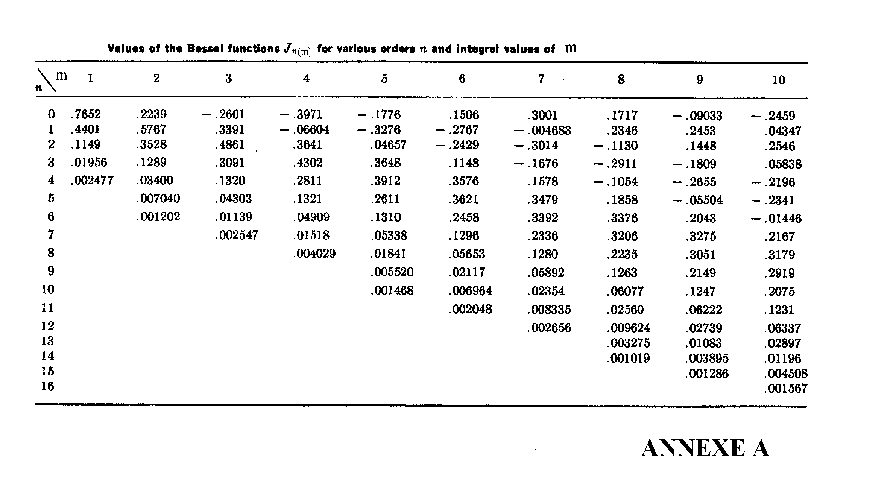 Values of the Bessel functions Jn(m) for various orders n and integral values of m
n m 1 2 3 4 5 6 7 8 9 10
0 .7652 .2239 –.2601 –.3971 –.1776 .1506 .3001 .1717 –.09033 –.2459
1 .4401 .5767 .3391 –.06604 –.3276 –.2767 –.004683 .2346 .2453 .04347
2 .1149 .3528 .4861 .3641 .04657 –.2429 –.3014 –.1130 .1448 .2546
3 .01956 .1289 .3091 .4302 .3648 .1148 –.1676 –.2911 –.1809 .05838
4 .002477 .03400 .1320 .2811 .3912 .3576 .1578 –.1054 –.2655 –.2196
5 .007040 .04303 .1321 .2611 .3621 .3479 .1858 –.05504 –.2341
6 .001202 .01139 .04909 .1310 .2458 .3392 .3376 .2043 –.01446
7 .002547 .01518 .05338 .1296 .2336 .3206 .3275 .2167
8 .004029 .01841 .05653 .1280 .2235 .3051 .3179
9 .005520 .02117 .05892 .1263 .2149 .2919
10 .001468 .006964 .02354 .06077 .1247 .2075
11 .002048 .008335 .02560 .06222 .1231
12 .002656 .009624 .02739 .06337
13 .003275 .01083 .02897
14 .001019 .003895 .01196
15 .001286 .004508
16 .001567
ANNEXE A